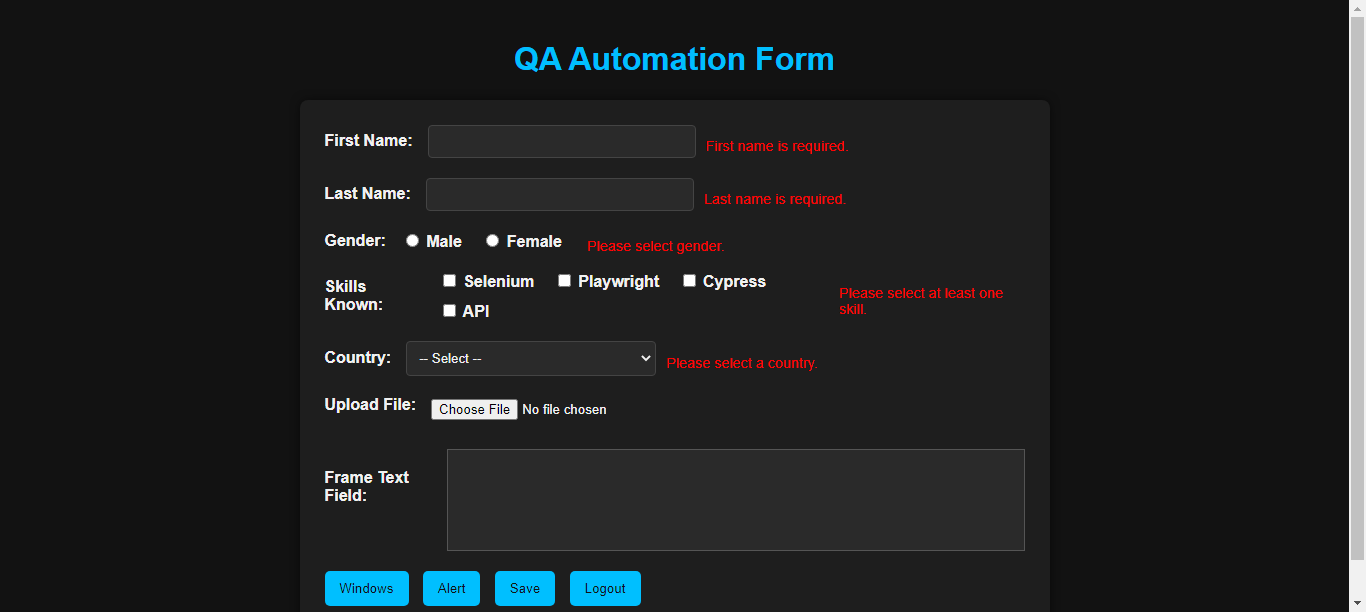 QA Automation Form
First Name: First name is required.
Last Name: Last name is required.
Gender: Male Female Please select gender.
Skills Known: Selenium Playwright Cypress API Please select at least one skill.
Country: -- Select -- Please select a country.
Upload File: Choose File No file chosen
Frame Text Field:
Windows Alert Save Logout